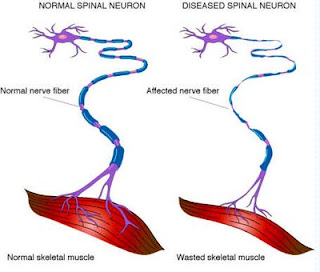 NORMAL SPINAL NEURON
DISEASED SPINAL NEURON
Normal nerve fiber
Affected nerve fiber
Normal skeletal muscle
Wasted skeletal muscle